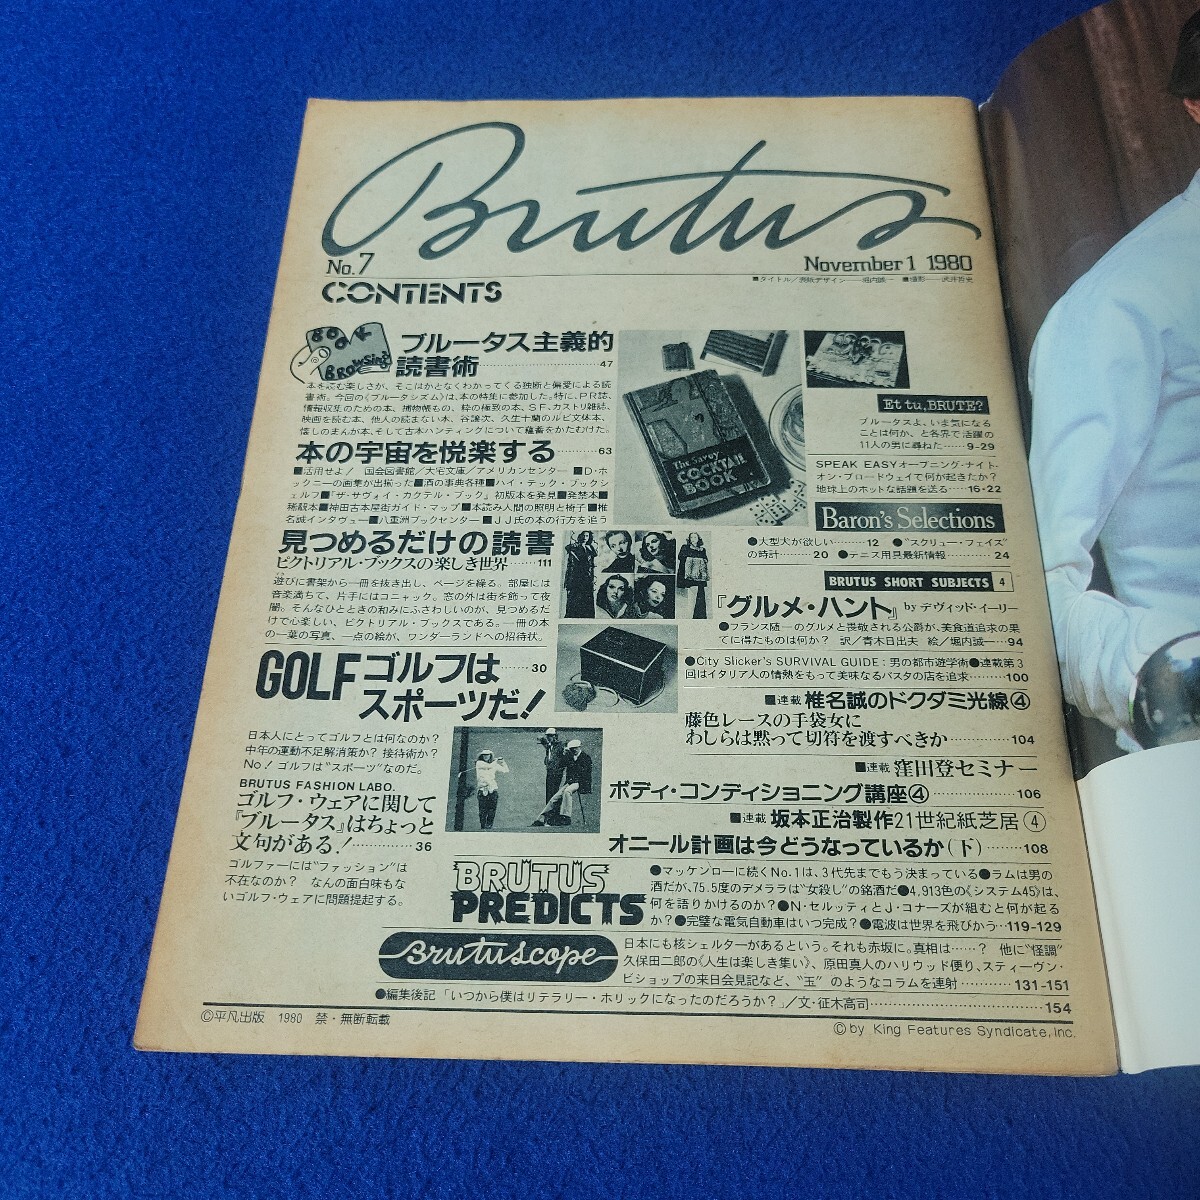 Brutus
No.7
November 1 1980
CONTENTS
BOOK
BROWSING
ブルータス主義的
読書術 47
本を読む楽しさが、そこはかとなくわかってくる独断と偏愛による読
書術。今回の《ブルータシズム》は、本の特集に参加した。特に、PR誌、
情報収集のための本、捕物帳もの、粋の極致の本、SF、カストリ雑誌、
映画を読む本、他人の読まない本、谷譲次、久生十蘭のルビ文体本、
懐しのまんが本、そして古本ハンティングについて蘊蓄をかたむけた。
本の宇宙を悦楽する 63
■活用せよ! 国会図書館/大宅文庫/アメリカンセンター ■D・ホ
ックニーの画集が出揃った■酒の事典各種■ハイ・テック・ブックシ
ェルフ■『ザ・サヴォイ・カクテル・ブック』初版本を発見■発禁本■
稀覯本■神田古本屋街ガイド・マップ■本読み人間の照明と椅子■椎
名誠インタヴュー■八重洲ブックセンター■JJ氏の本の行方を追う
見つめるだけの読書
ピクトリアル・ブックスの楽しき世界 111
遊びに書架から一冊を抜き出し、ページを繰る。部屋には
音楽満ちて、片手にはコニャック。窓の外は街を飾って夜
闇。そんなひとときの和みにふさわしいのが、見つめるだ
けで心楽しい、ピクトリアル・ブックスである。一冊の本
の一葉の写真、一点の絵が、ワンダーランドへの招待状。
GOLF ゴルフは 30
スポーツだ!
日本人にとってゴルフとは何なのか?
中年の運動不足解消策か? 接待術か?
No! ゴルフは“スポーツ”なのだ。
BRUTUS FASHION LABO.
ゴルフ・ウェアに関して
『ブルータス』はちょっと
文句がある! 36
ゴルファーには“ファッション”は
不在なのか? なんの面白味もな
いゴルフ・ウェアに問題提起する。
The Savoy
COCKTAIL
BOOK
■タイトル/表紙デザイン──堀内誠一 ■撮影──武井哲史
Et tu, BRUTE?
ブルータスよ、いま気になる
ことは何か、と各界で活躍の
11人の男に尋ねた 9-29
SPEAK EASY オープニング・ナイト・
オン・ブロードウェイで何が起きたか?
地球上のホットな話題を送る 16・22
Baron's Selections
●大型犬が欲しい 12 ●“スクリュー・フェイス”
の時計 20 ●テニス用具最新情報 24
BRUTUS SHORT SUBJECTS 4
『グルメ・ハント』 by デヴィッド・イーリー
●フランス随一のグルメと畏敬される公爵が、美食道追求の果
てに得たものは何か? 訳/青木日出夫 絵/堀内誠一 94
●City Slicker's SURVIVAL GUIDE:男の都市遊学術●連載第3
回はイタリア人の情熱をもって美味なるパスタの店を追求 100
■連載 椎名誠のドクダミ光線④
藤色レースの手袋女に
わしらは黙って切符を渡すべきか 104
■連載 窪田登セミナー
ボディ・コンディショニング講座④ 106
■連載 坂本正治製作21世紀紙芝居④
オニール計画は今どうなっているか(下) 108
BRUTUS
PREDICTS
●マッケンローに続くNo.1は、3代先までもう決まっている●ラムは男の
酒だか、75.5度のデメララは“女殺し”の銘酒だ●4,913色の《システム45》は、
何を語りかけるのか?●N・セルッティとJ・コナーズが組むと何が起る
か?●完璧な電気自動車はいつ完成?●電波は世界を飛びかう 119-129
Brutuscope
日本にも核シェルターがあるという。それも赤坂に。真相は……? 他に“怪調”
久保田二郎の《人生は楽しき集い》、原田真人のハリウッド便り、スティーヴン・
ビショップの来日会見記など、“玉”のようなコラムを連射 131-151
●編集後記「いつから僕はリテラリー・ホリックになったのだろうか?」/文・征木高司 154
©平凡出版 1980 禁・無断転載
©by King Features Syndicate, Inc.